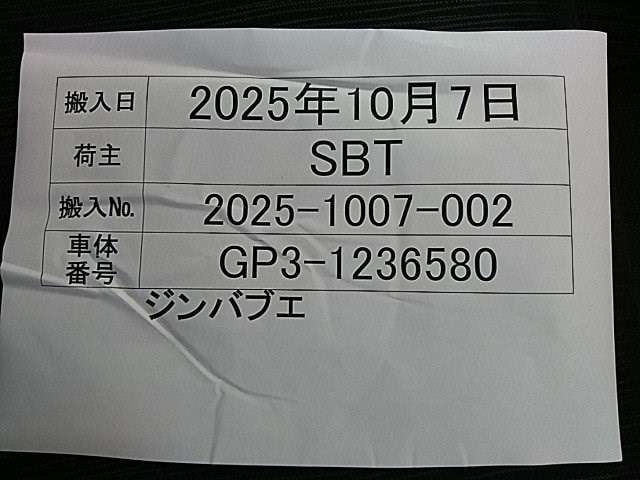 搬入日 2025年10月7日
荷主 SBT
搬入No. 2025-1007-002
車体番号 GP3-1236580
ジンバブエ